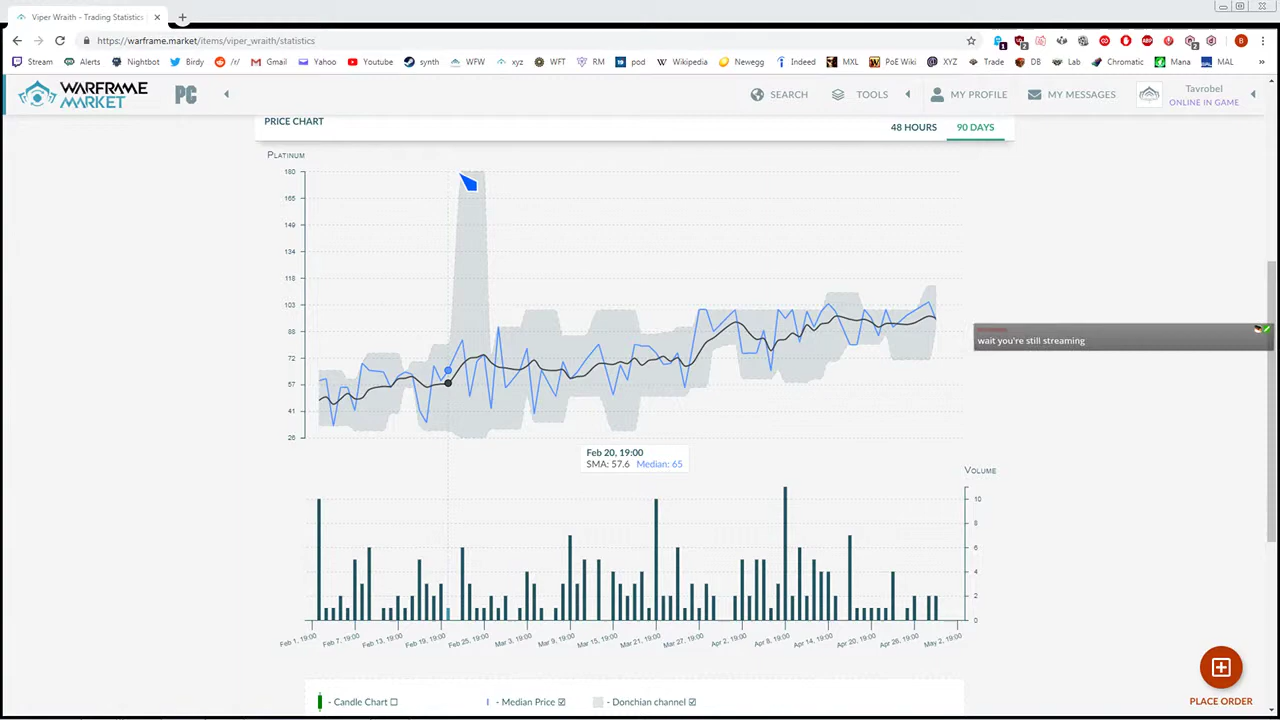 Viper Wraith - Trading Statistics
https://warframe.market/items/viper_wraith/statistics
Stream Alerts Nightbot Birdy (/r/) Gmail Yahoo Youtube synth WFW xyz WFT RM pod Wikipedia Newegg Indeed MXL PoE Wiki XYZ Trade DB Lab Chromatic Mana MAL
WARFRAME
MARKET
PC
SEARCH
TOOLS
MY PROFILE
MY MESSAGES
Tavrobel
ONLINE IN GAME
PRICE CHART
48 HOURS
90 DAYS
PLATINUM
180
165
149
134
118
103
88
72
57
41
26
wait you're still streaming
Feb 20, 19:00
SMA: 57.6 Median: 65
VOLUME
10
8
6
4
2
0
Feb 1, 19:00 Feb 7, 19:00 Feb 13, 19:00 Feb 19, 19:00 Feb 25, 19:00 Mar 3, 19:00 Mar 9, 19:00 Mar 15, 19:00 Mar 21, 19:00 Mar 27, 19:00 Apr 2, 19:00 Apr 8, 19:00 Apr 14, 19:00 Apr 20, 19:00 Apr 26, 19:00 May 2, 19:00
- Candle Chart
- Median Price
- Donchian channel
PLACE ORDER